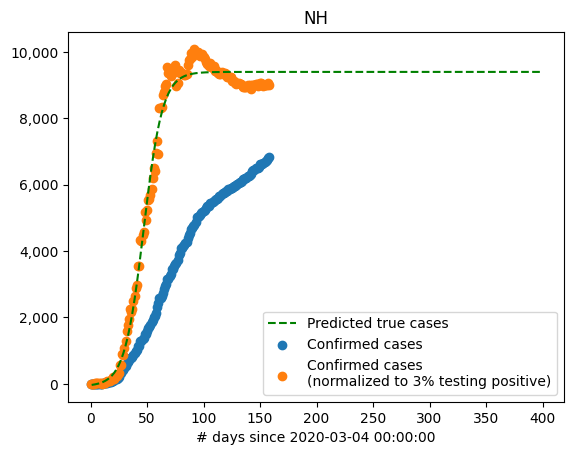 NH
10,000
8,000
6,000
4,000
2,000
0
Predicted true cases
Confirmed cases
Confirmed cases
(normalized to 3% testing positive)
0 50 100 150 200 250 300 350 400
# days since 2020-03-04 00:00:00